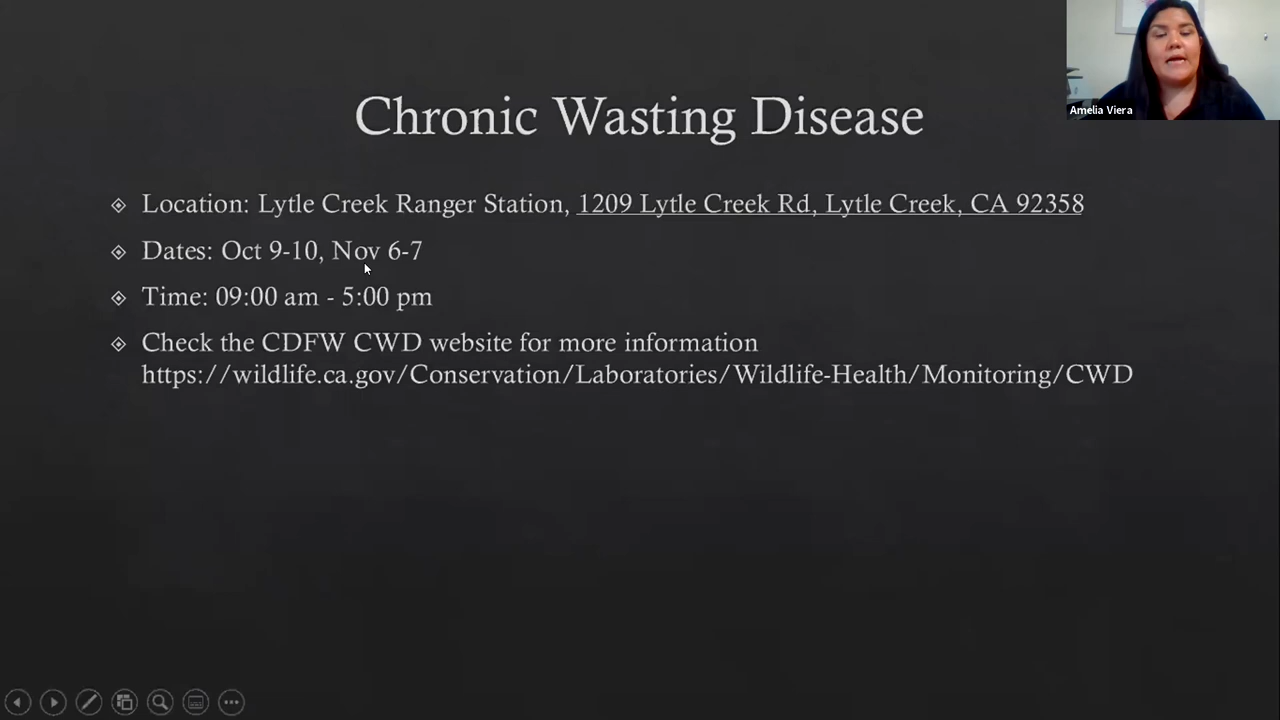 Amelia Viera
Chronic Wasting Disease
Location: Lytle Creek Ranger Station, 1209 Lytle Creek Rd, Lytle Creek, CA 92358
Dates: Oct 9-10, Nov 6-7
Time: 09:00 am - 5:00 pm
Check the CDFW CWD website for more information
https://wildlife.ca.gov/Conservation/Laboratories/Wildlife-Health/Monitoring/CWD